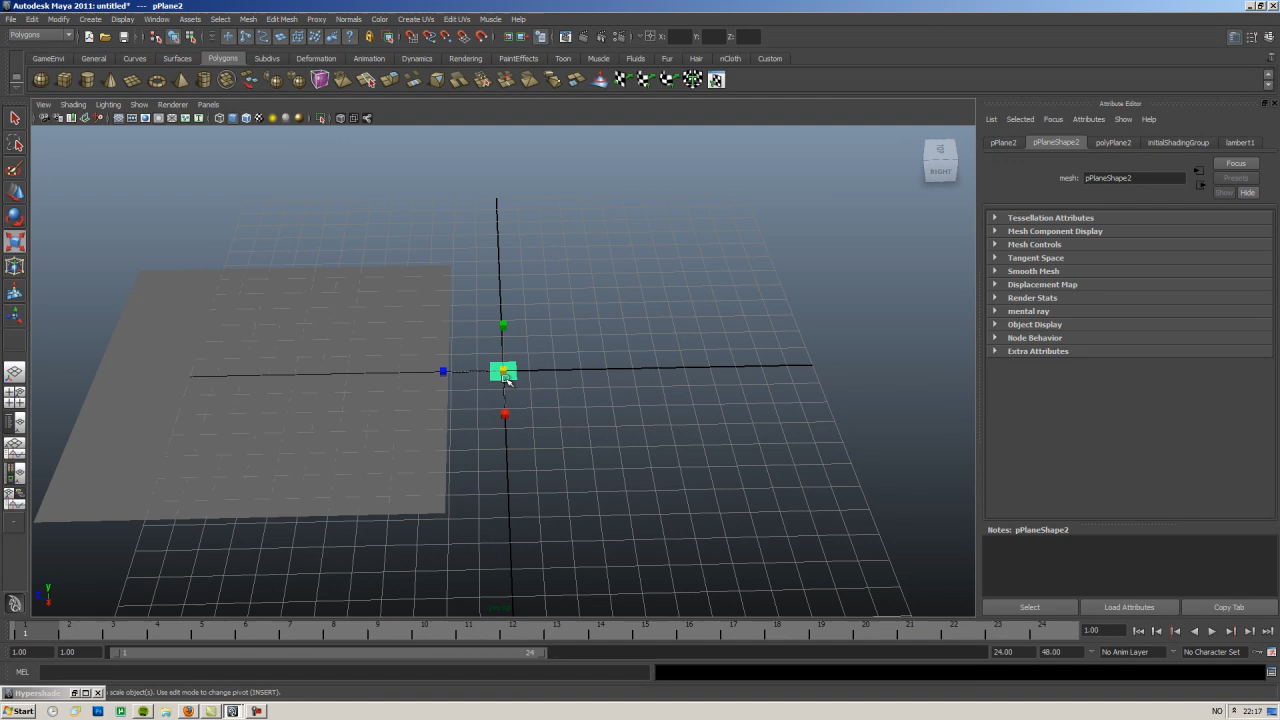 Autodesk Maya 2011: untitled* --- pPlane2
File Edit Modify Create Display Window Assets Select Mesh Edit Mesh Proxy Normals Color Create UVs Edit UVs Muscle Help
Polygons X: Y: Z:
GameEnvi General Curves Surfaces Polygons Subdivs Deformation Animation Dynamics Rendering PaintEffects Toon Muscle Fluids Fur Hair nCloth Custom
View Shading Lighting Show Renderer Panels
Attribute Editor
List Selected Focus Attributes Show Help
pPlane2 pPlaneShape2 polyPlane2 initialShadingGroup lambert1
Focus
mesh: pPlaneShape2 Presets
Show Hide
TOP
RIGHT
Tessellation Attributes
Mesh Component Display
Mesh Controls
Tangent Space
Smooth Mesh
Displacement Map
Render Stats
mental ray
Object Display
Node Behavior
Extra Attributes
Notes: pPlaneShape2
y
persp
Select Load Attributes Copy Tab
1 2 3 4 5 6 7 8 9 10 11 12 13 14 15 16 17 18 19 20 21 22 23 24
1 1.00
1.00 1.00 1 24 24.00 48.00 No Anim Layer No Character Set
MEL
Hypershade scale object(s). Use edit mode to change pivot (INSERT).
Start NO 22:17